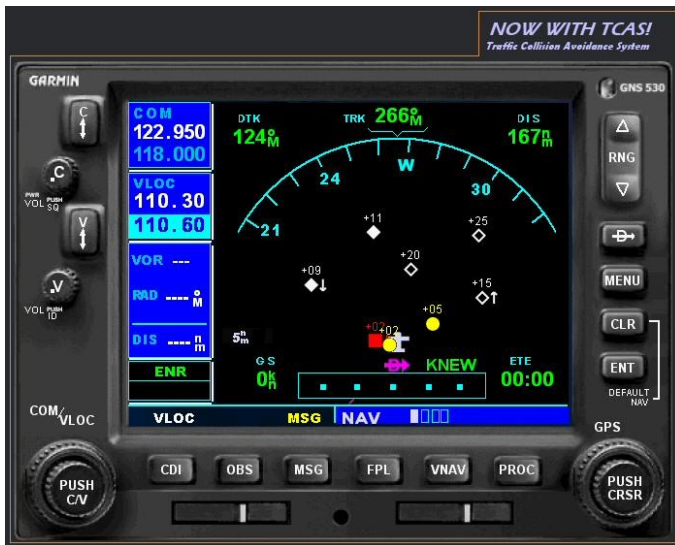 NOW WITH TCAS!
Traffic Collision Avoidance System
GARMIN
GNS 530
C
C
PWR
VOL PUSH SQ
V
V
VOL PUSH ID
COM
122.950
118.000
VLOC
110.30
110.60
VOR ---
RAD ---- °M
DIS ---- nm
ENR
DTK
124°M
TRK 266°M
DIS
167nm
21
24
W
30
+11
+25
+20
+09
+15
+05
+02
+02
5nm
GS
0kn
D
KNEW
ETE
00:00
VLOC
MSG
NAV
RNG
D
MENU
CLR
ENT
DEFAULT NAV
COM/VLOC
PUSH C/V
CDI
OBS
MSG
FPL
VNAV
PROC
GPS
PUSH CRSR